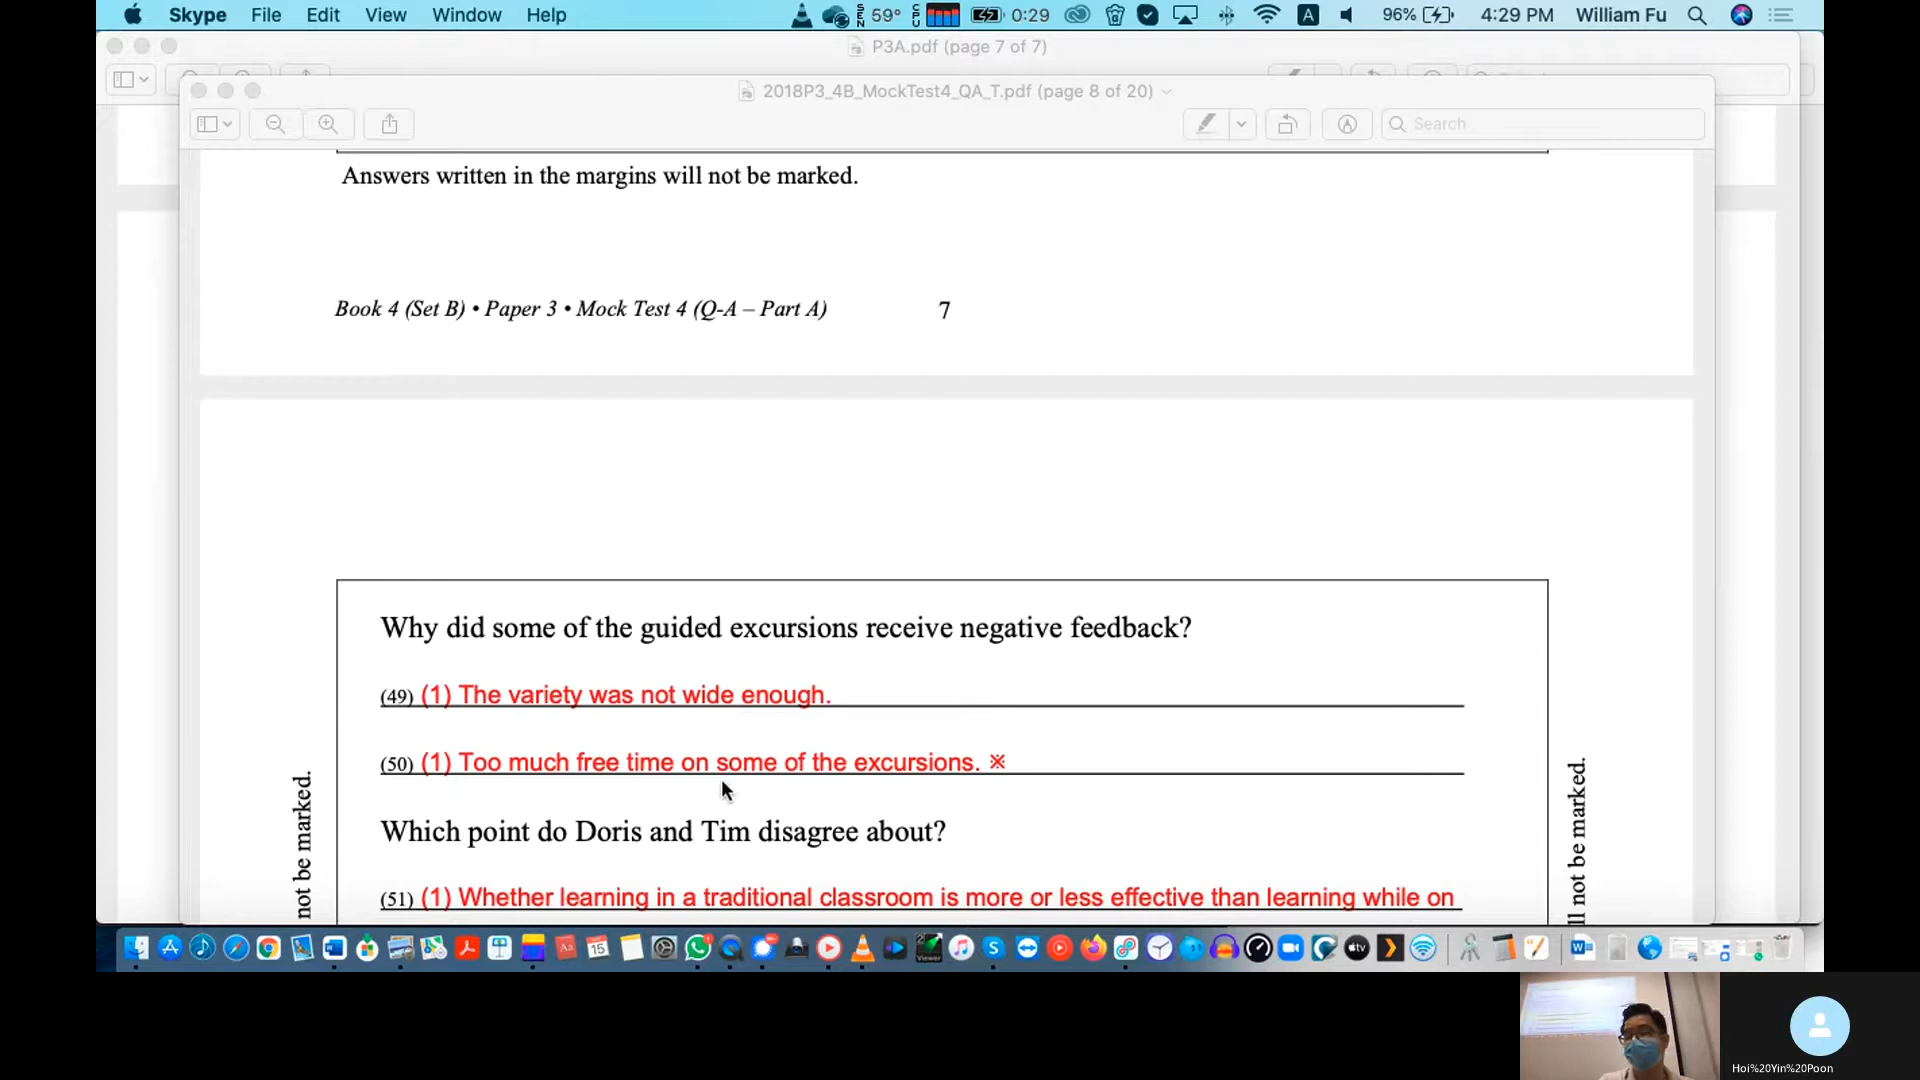 Skype File Edit View Window Help SEN 59° CPU 0:29 A 96% 4:29 PM William Fu
P3A.pdf (page 7 of 7)
2018P3_4B_MockTest4_QA_T.pdf (page 8 of 20)
Search
Answers written in the margins will not be marked.
Book 4 (Set B) • Paper 3 • Mock Test 4 (Q-A – Part A) 7
Why did some of the guided excursions receive negative feedback?
(49) (1) The variety was not wide enough.
(50) (1) Too much free time on some of the excursions. ※
Which point do Doris and Tim disagree about?
(51) (1) Whether learning in a traditional classroom is more or less effective than learning while on
not be marked.
ll not be marked.
Hoi%20Yin%20Poon